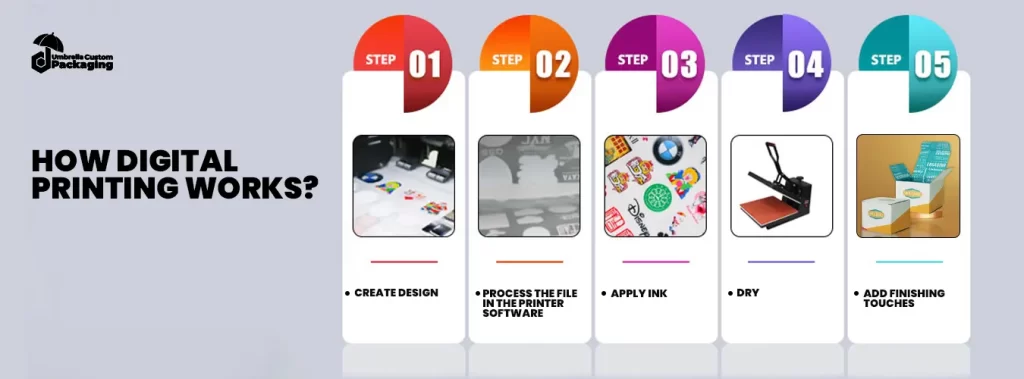 Umbrella Custom
Packaging
HOW DIGITAL
PRINTING WORKS?
STEP 01
STEP 02
STEP 03
STEP 04
STEP 05
• CREATE DESIGN
• PROCESS THE FILE
IN THE PRINTER
SOFTWARE
• APPLY INK
Disney
• DRY
• ADD FINISHING
TOUCHES